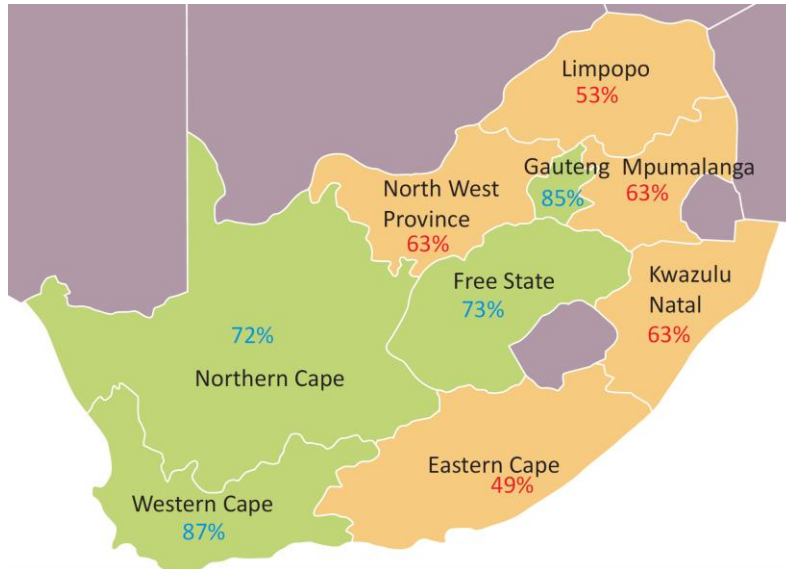 Limpopo
53%
Gauteng
85%
Mpumalanga
63%
North West
Province
63%
Free State
73%
Kwazulu
Natal
63%
72%
Northern Cape
Eastern Cape
49%
Western Cape
87%